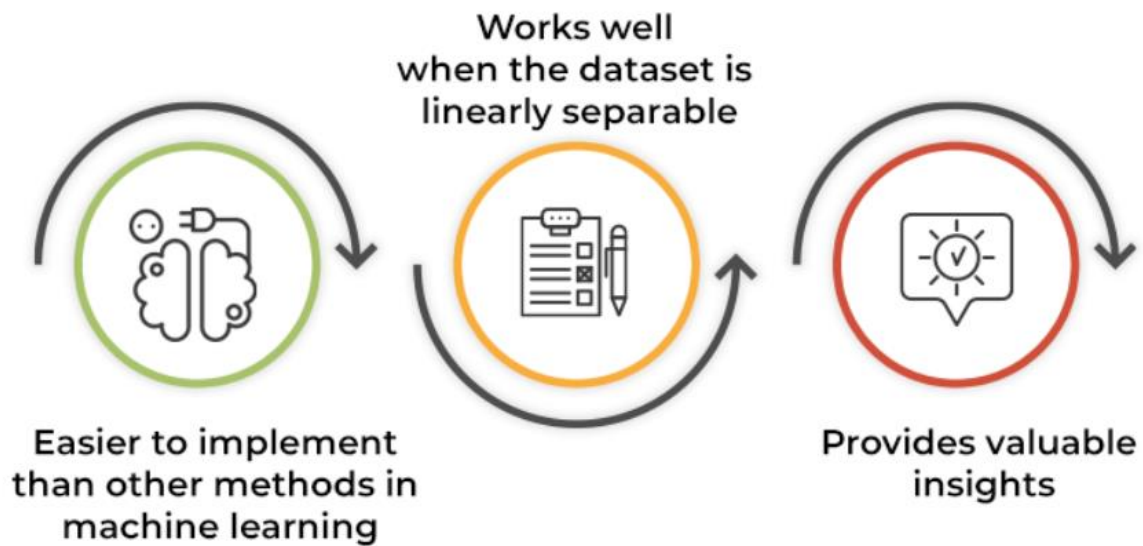 Works well
when the dataset is
linearly separable
Easier to implement
than other methods in
machine learning
Provides valuable
insights